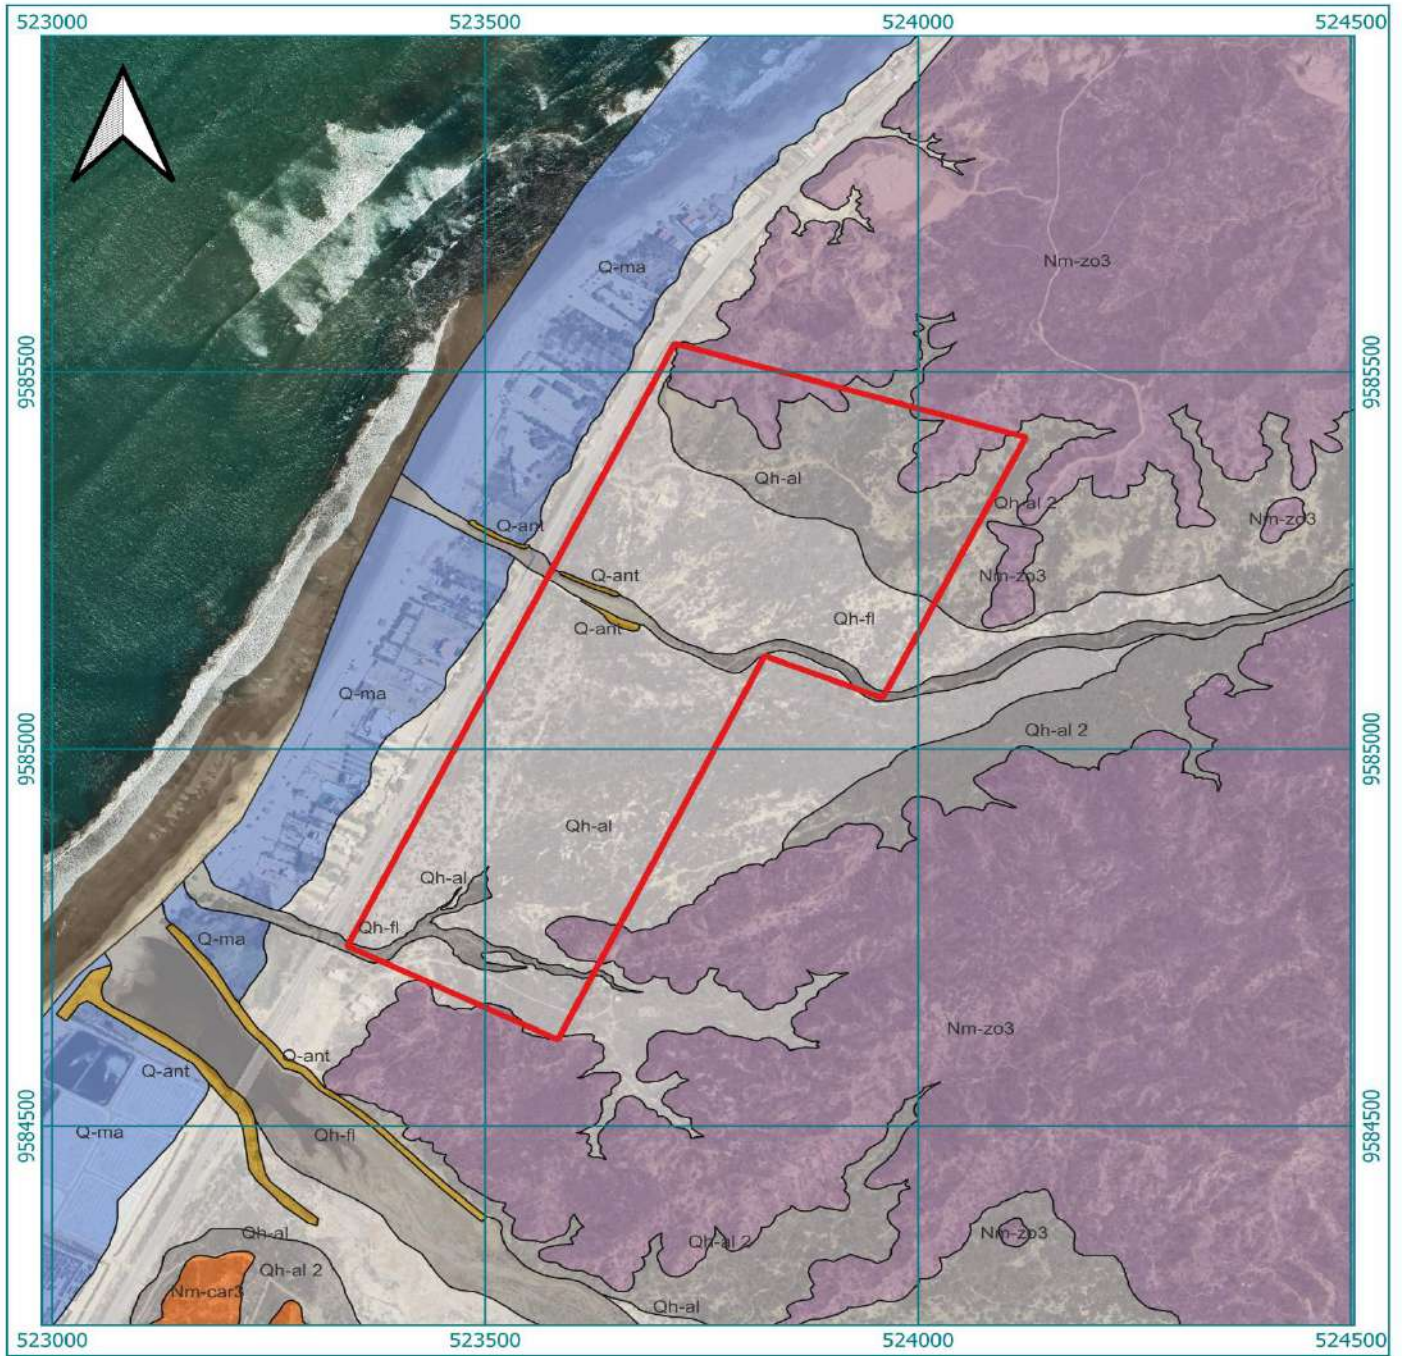 523000 523500 524000 524500
Q-ma
Nm-zo3
9585500 9585500
Qh-al
Qh-al 2
Nm-zo3
Q-ant
Q-ant
Nm-zo3
Qh-fl
Q-ant
Q-ma
Qh-al 2
9585000 9585000
Qh-al
Qh-al
Qh-fl
Q-ma
Nm-zo3
Q-ant
Q-ant
9584500 9584500
Q-ma
Qh-fl
Qh-al
Nm-zo3
Qh-al 2
Qh-al 2
Nm-car3
Qh-al
523000 523500 524000 524500